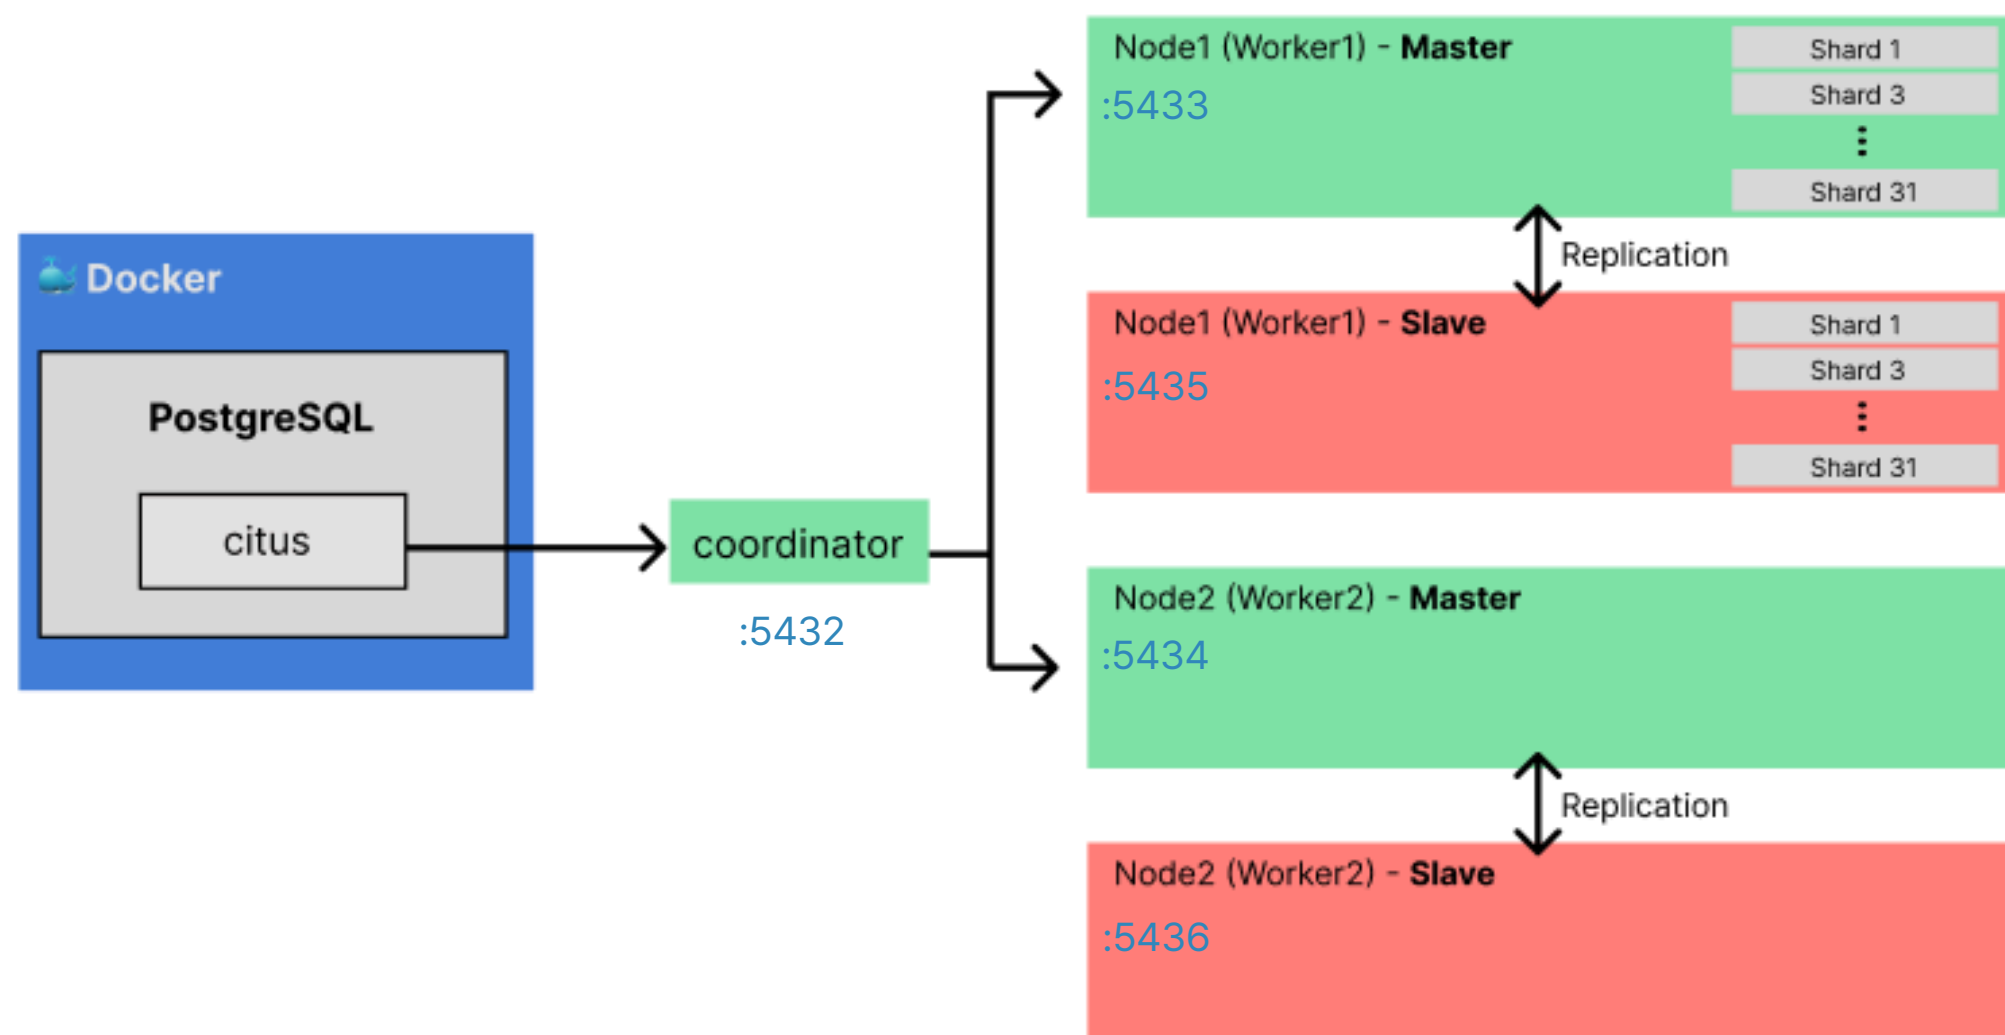 Docker
PostgreSQL
citus
coordinator
:5432
Node1 (Worker1) - Master
:5433
Shard 1
Shard 3
Shard 31
Replication
Node1 (Worker1) - Slave
:5435
Shard 1
Shard 3
Shard 31
Node2 (Worker2) - Master
:5434
Replication
Node2 (Worker2) - Slave
:5436